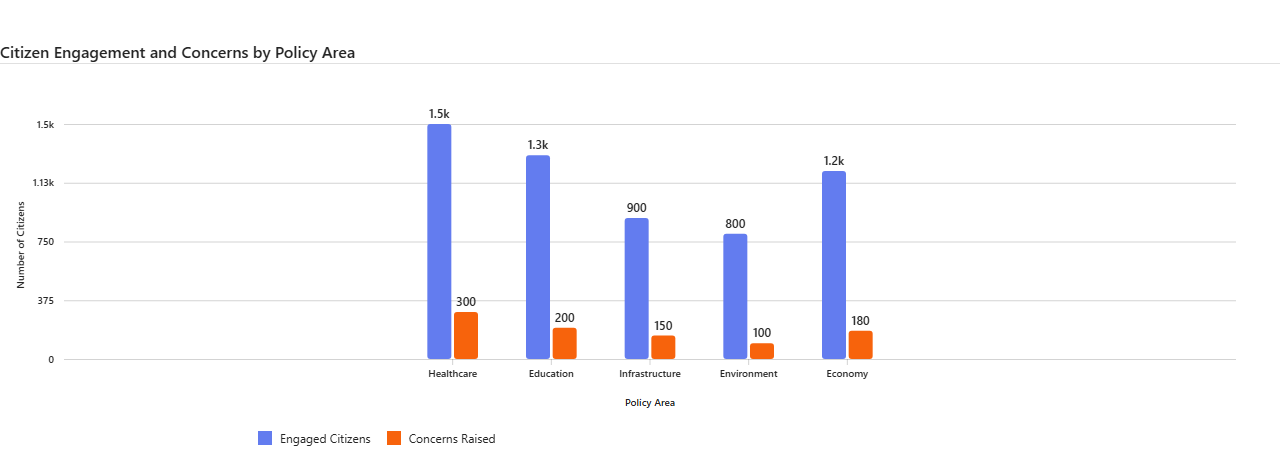 Citizen Engagement and Concerns by Policy Area
1.5k
1.13k
750
375
0
Number of Citizens
1.5k
300
1.3k
200
900
150
800
100
1.2k
180
Healthcare
Education
Infrastructure
Environment
Economy
Policy Area
Engaged Citizens
Concerns Raised